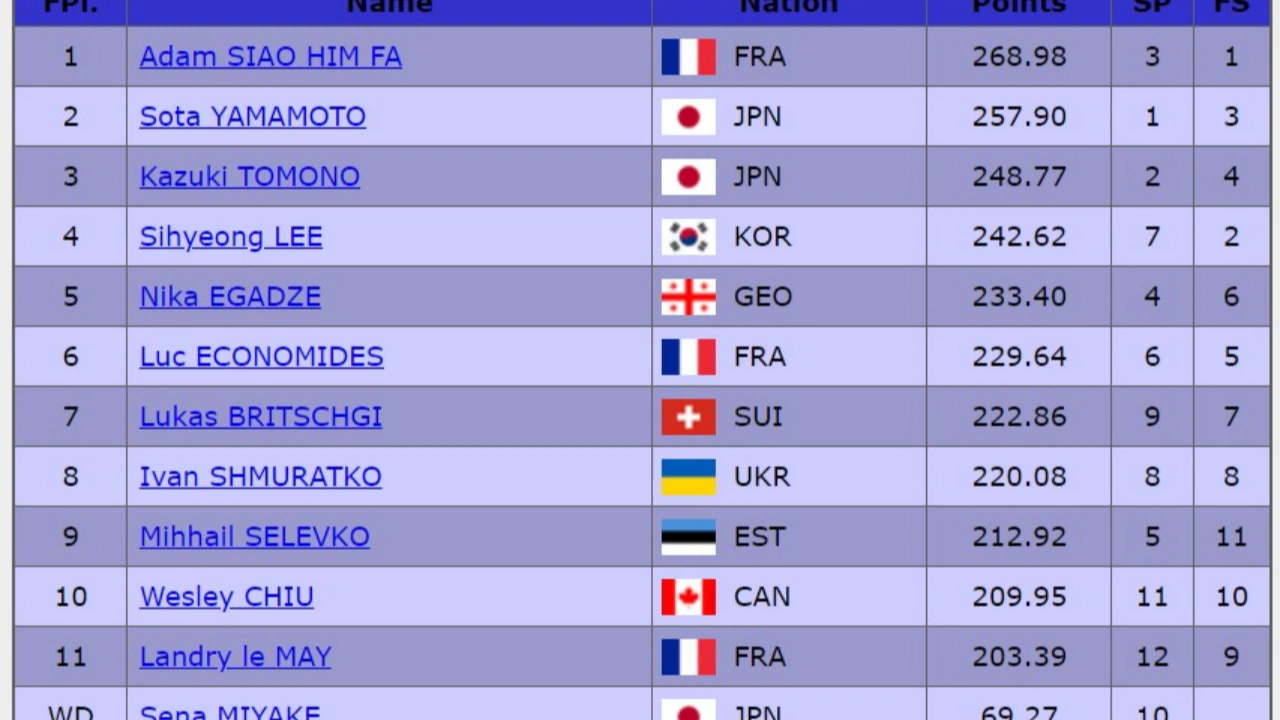 FPl. Name Nation Points SP FS
1 Adam SIAO HIM FA FRA 268.98 3 1
2 Sota YAMAMOTO JPN 257.90 1 3
3 Kazuki TOMONO JPN 248.77 2 4
4 Sihyeong LEE KOR 242.62 7 2
5 Nika EGADZE GEO 233.40 4 6
6 Luc ECONOMIDES FRA 229.64 6 5
7 Lukas BRITSCHGI SUI 222.86 9 7
8 Ivan SHMURATKO UKR 220.08 8 8
9 Mihhail SELEVKO EST 212.92 5 11
10 Wesley CHIU CAN 209.95 11 10
11 Landry le MAY FRA 203.39 12 9
WD Sena MIYAKE JPN 69.27 10